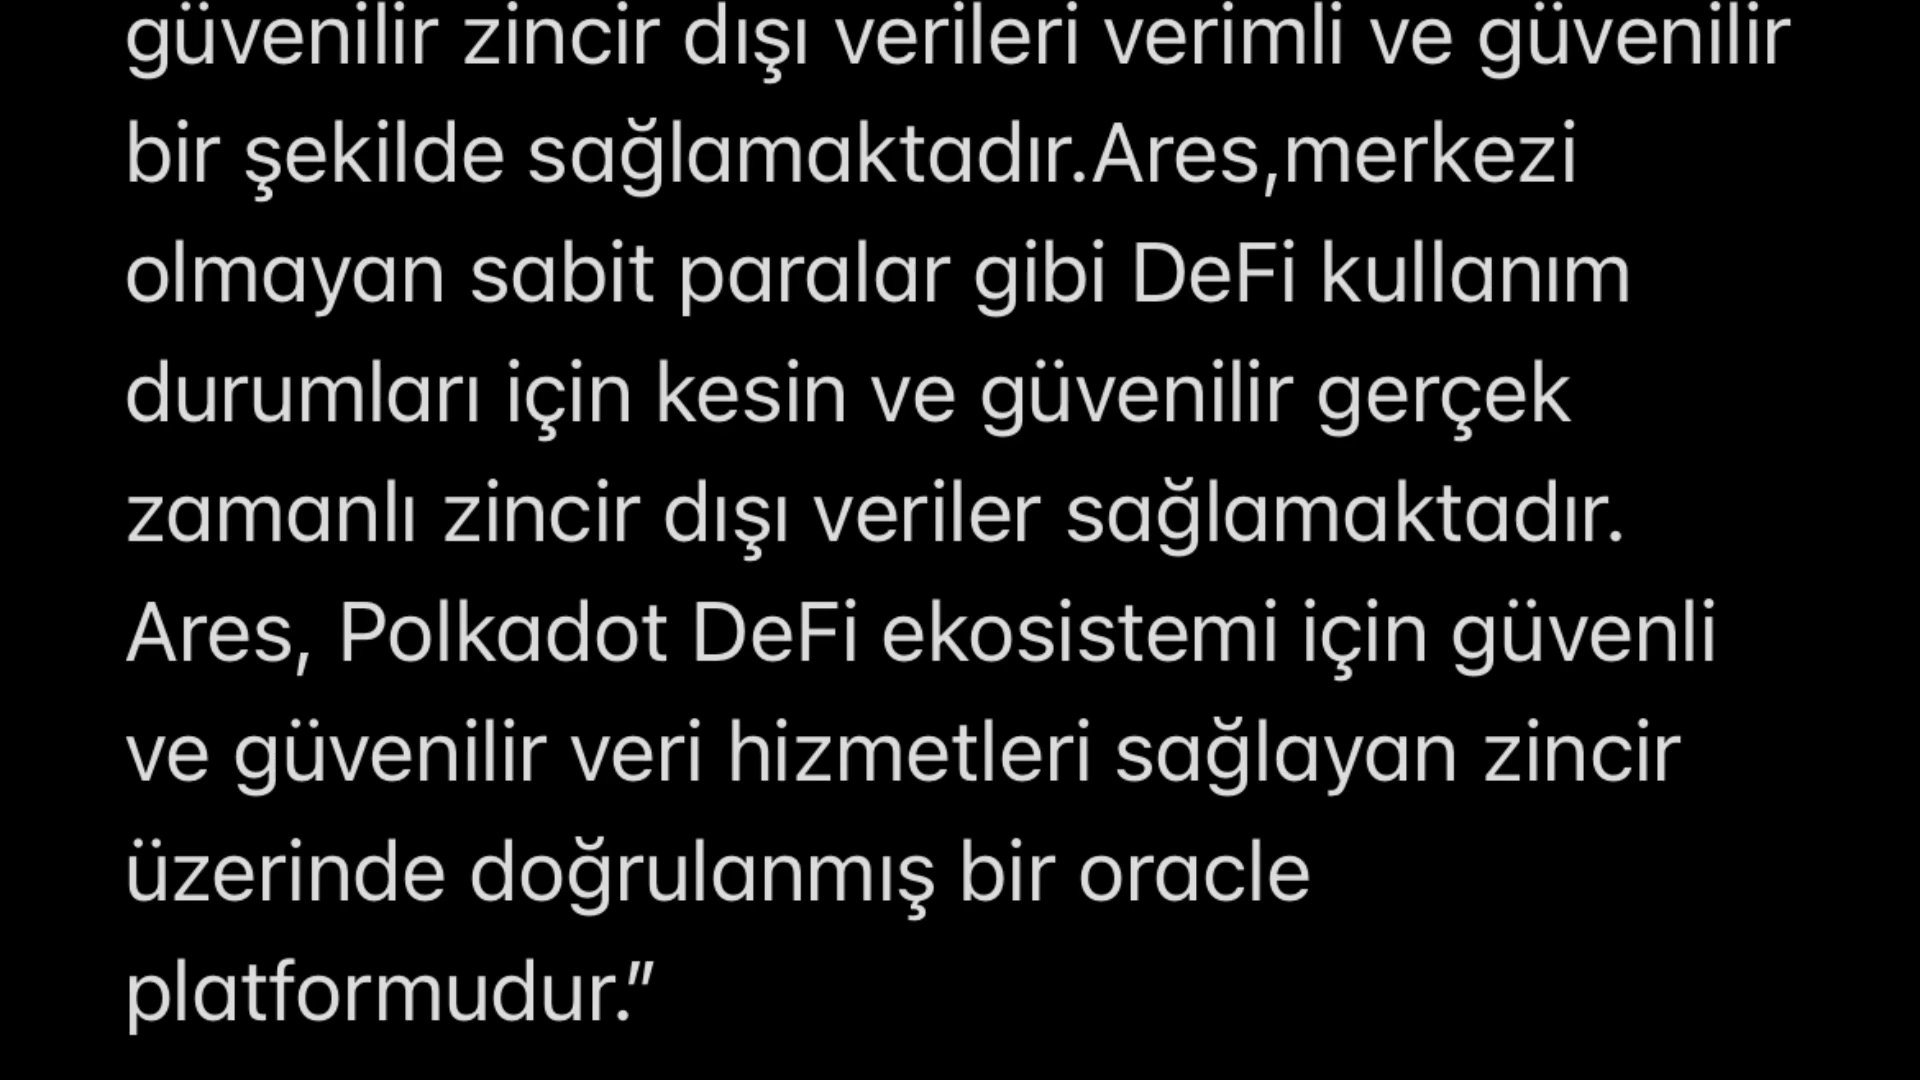 güvenilir zincir dışı verileri verimli ve güvenilir
bir şekilde sağlamaktadır.Ares,merkezi
olmayan sabit paralar gibi DeFi kullanım
durumları için kesin ve güvenilir gerçek
zamanlı zincir dışı veriler sağlamaktadır.
Ares, Polkadot DeFi ekosistemi için güvenli
ve güvenilir veri hizmetleri sağlayan zincir
üzerinde doğrulanmış bir oracle
platformudur.”